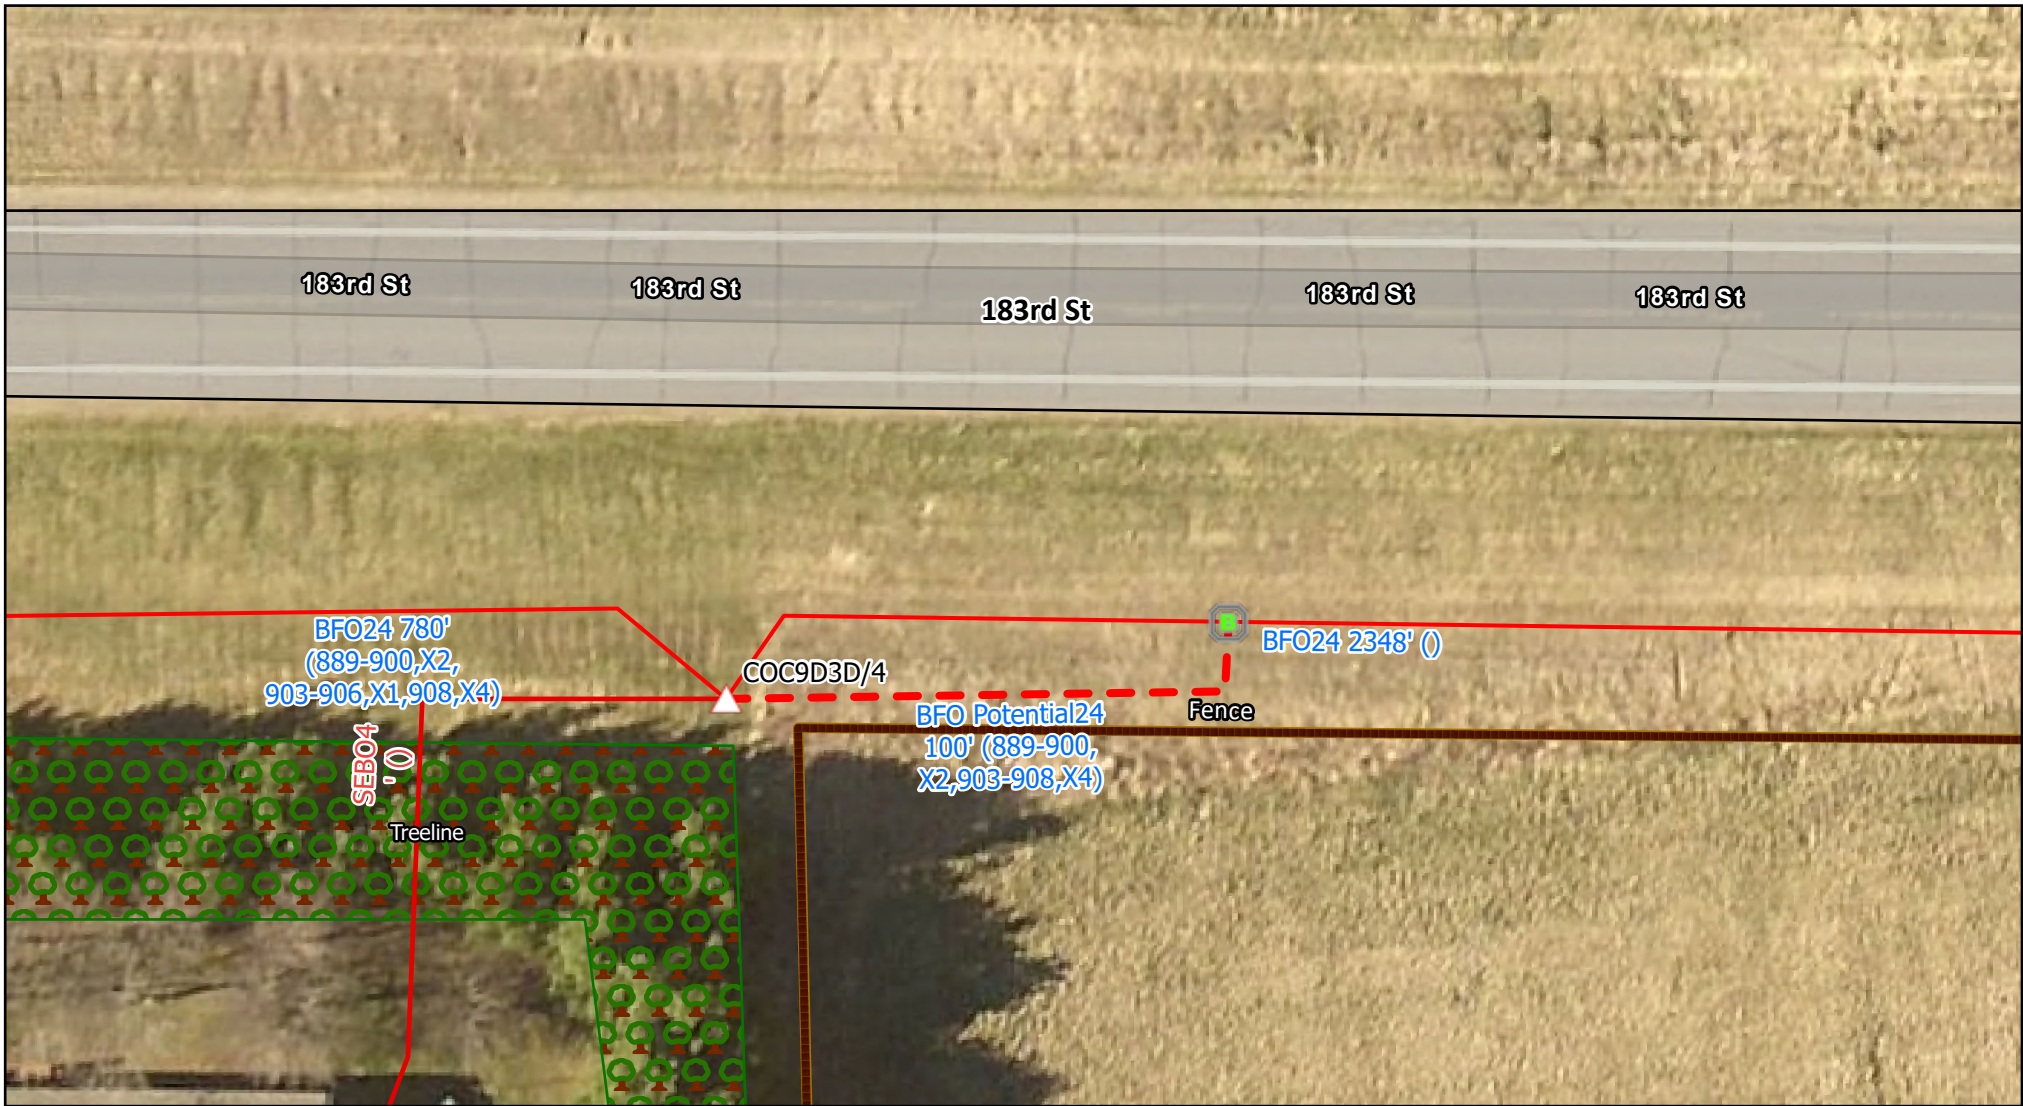 183rd St
183rd St
183rd St
183rd St
183rd St
BFO24 780'
(889-900,X2,
903-906,X1,908,X4)
COC9D3D/4
BFO24 2348' ()
BFO Potential24
100' (889-900,
X2,903-908,X4)
Fence
SEBO4
' ()
Treeline